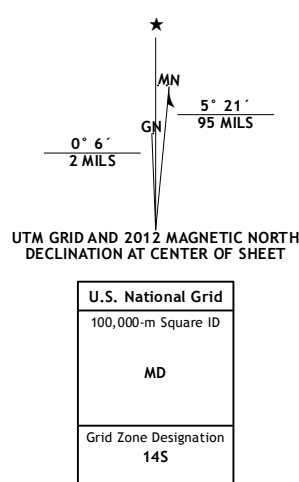 MN
5° 21´
95 MILS
GN
0° 6´
2 MILS
UTM GRID AND 2012 MAGNETIC NORTH
DECLINATION AT CENTER OF SHEET
U.S. National Grid
100,000-m Square ID
MD
Grid Zone Designation
14S